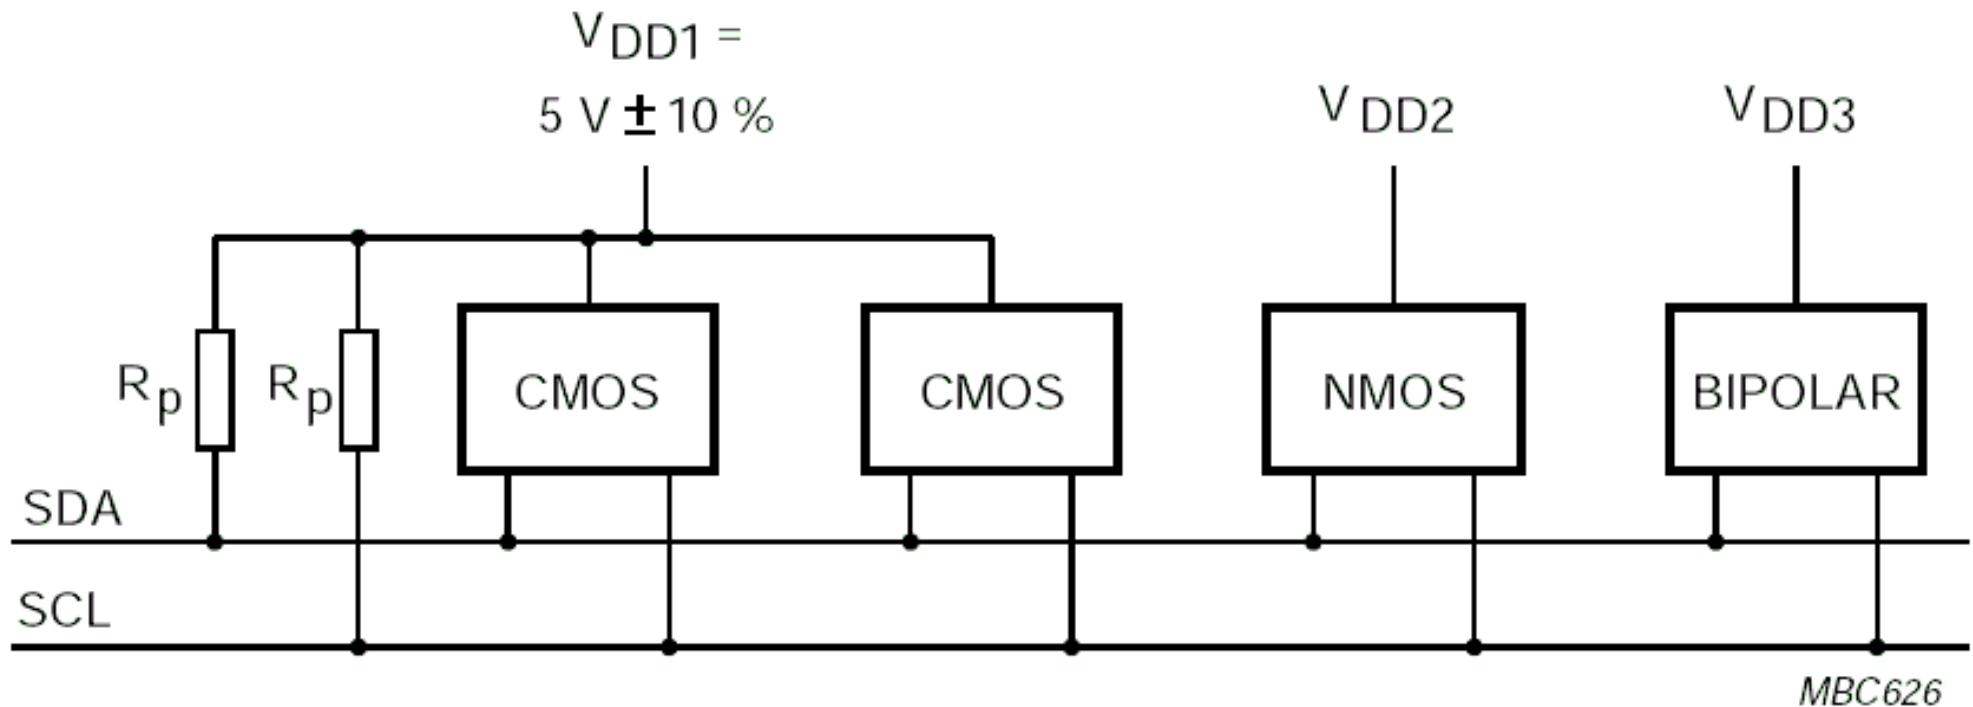 VDD1 =
5 V ± 10 %
VDD2
VDD3
Rp
Rp
CMOS
CMOS
NMOS
BIPOLAR
SDA
SCL
MBC626